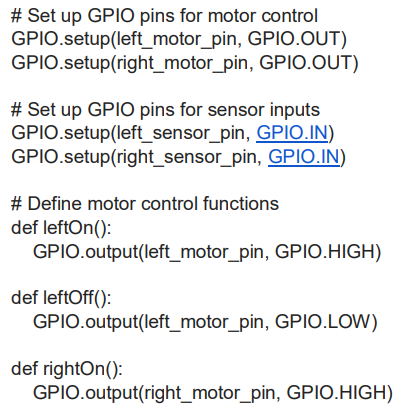 # Set up GPIO pins for motor control
GPIO.setup(left_motor_pin, GPIO.OUT)
GPIO.setup(right_motor_pin, GPIO.OUT)

# Set up GPIO pins for sensor inputs
GPIO.setup(left_sensor_pin, GPIO.IN)
GPIO.setup(right_sensor_pin, GPIO.IN)

# Define motor control functions
def leftOn():
    GPIO.output(left_motor_pin, GPIO.HIGH)

def leftOff():
    GPIO.output(left_motor_pin, GPIO.LOW)

def rightOn():
    GPIO.output(right_motor_pin, GPIO.HIGH)